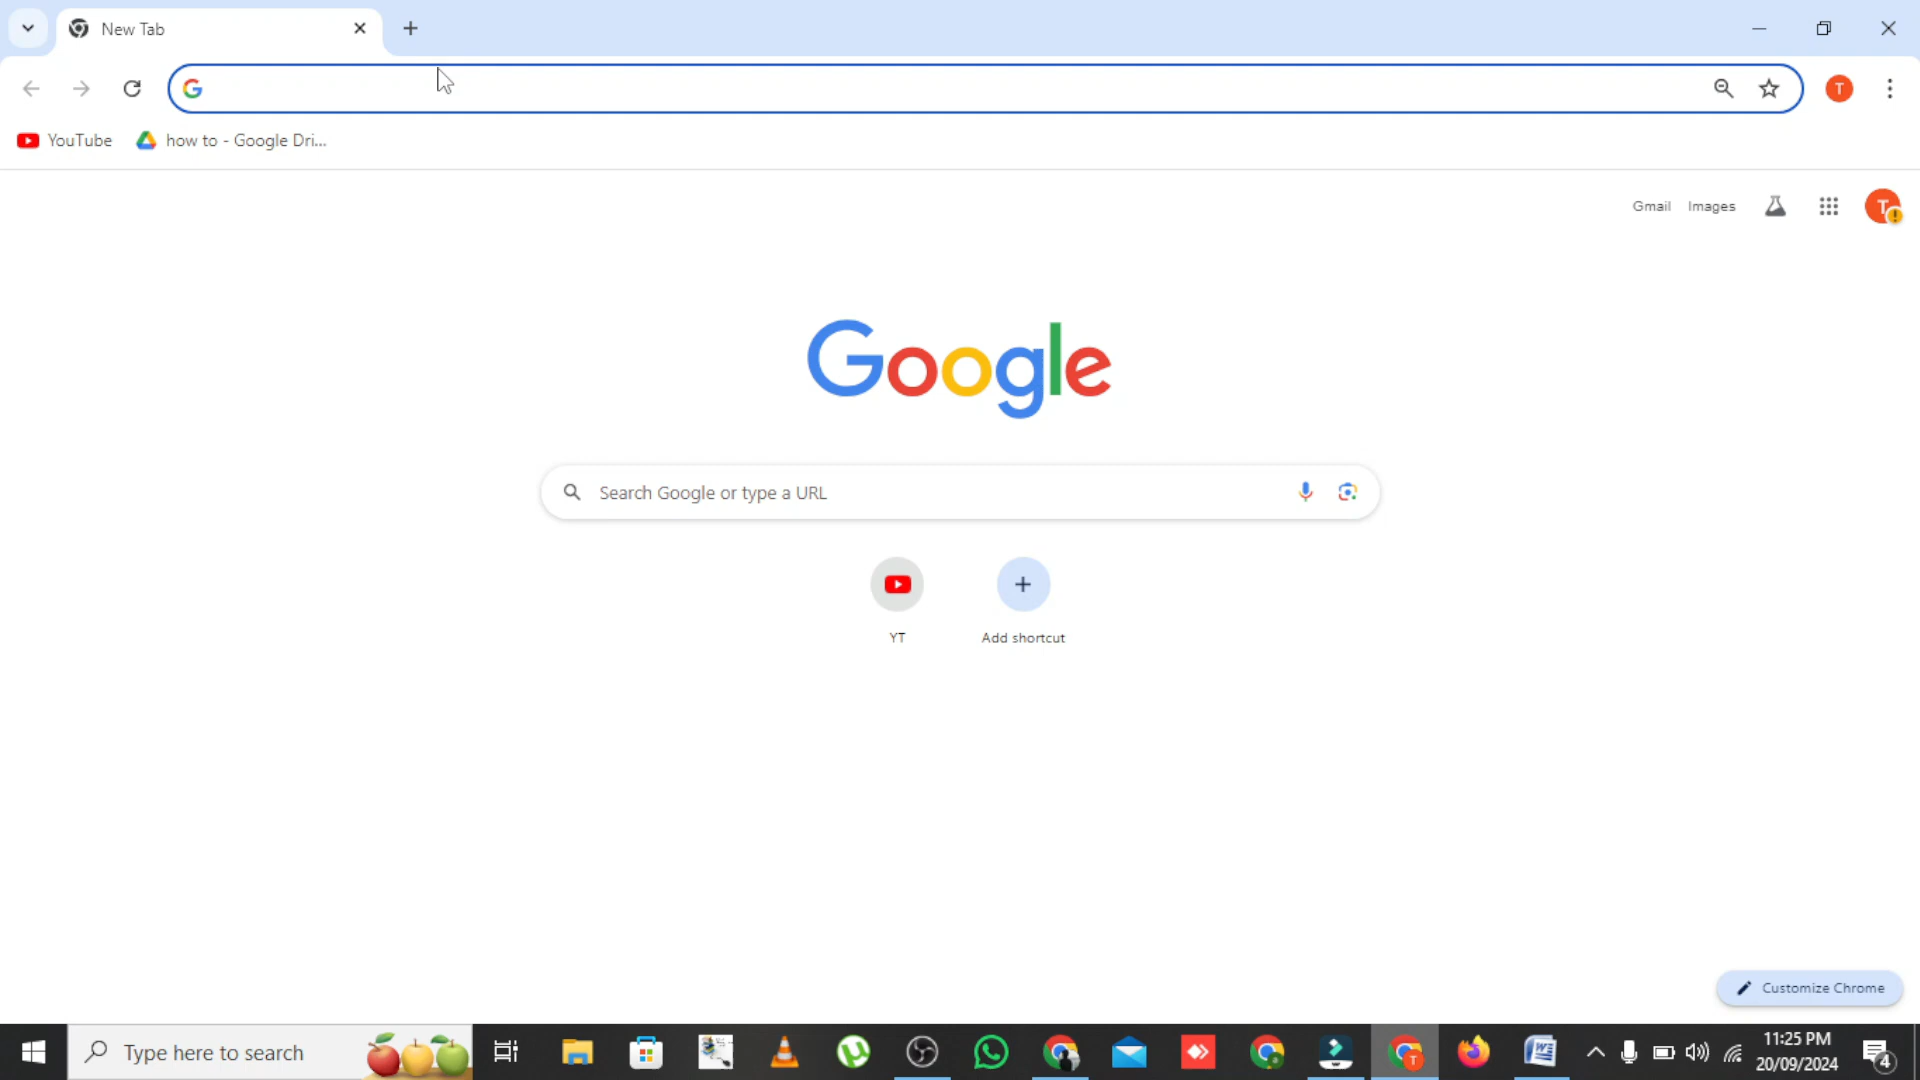 New Tab
YouTube how to - Google Dri...
Gmail Images
T
T
Google
Search Google or type a URL
YT Add shortcut
Customize Chrome
Type here to search
11:25 PM
20/09/2024
4